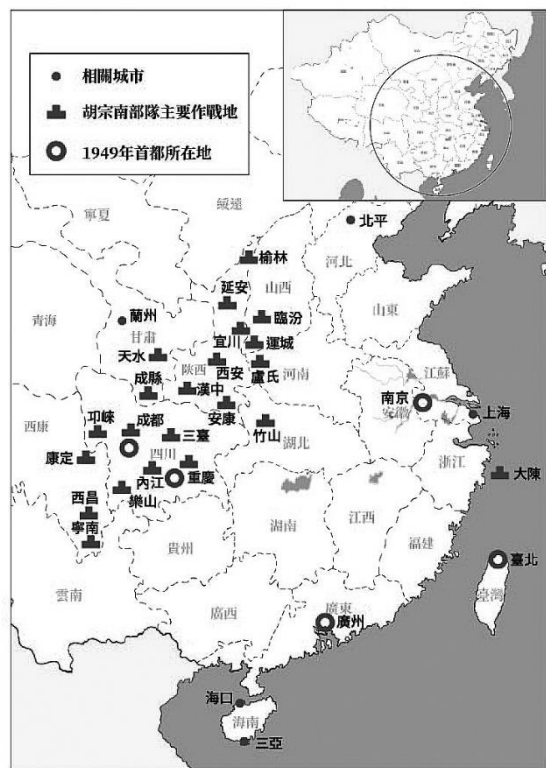 相關城市
胡宗南部隊主要作戰地
1949年首都所在地
寧夏
綏遠
北平
榆林
河北
山西
延安
山東
青海
蘭州
臨汾
甘肅
宜川
運城
天水
陝西
西安
盧氏
河南
江蘇
成縣
漢中
南京
安徽
上海
西康
安康
竹山
湖北
邛崍
成都
三臺
浙江
康定
四川
大陳
內江
重慶
樂山
西昌
寧南
湖南
江西
貴州
福建
臺北
雲南
臺灣
廣西
廣東
廣州
海口
海南
三亞